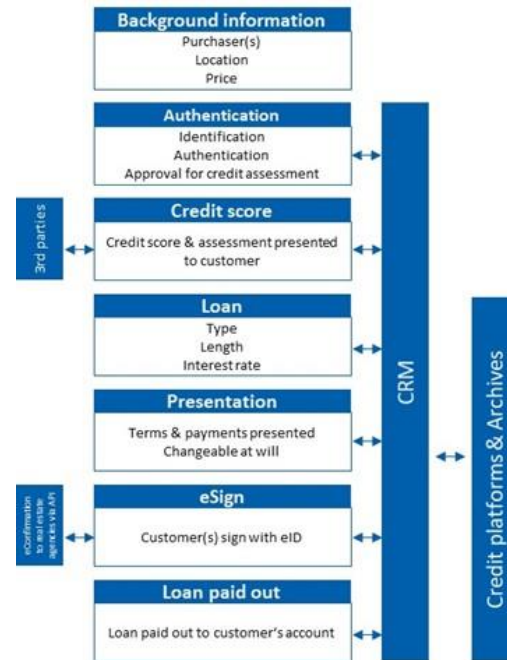 Background information
Purchaser(s)
Location
Price
Authentication
Identification
Authentication
Approval for credit assessment
3rd parties
Credit score
Credit score & assessment presented
to customer
Loan
Type
Length
Interest rate
Presentation
Terms & payments presented
Changeable at will
eConfirmation
to real estate
agencies via API
eSign
Customer(s) sign with eID
Loan paid out
Loan paid out to customer's account
CRM
Credit platforms & Archives